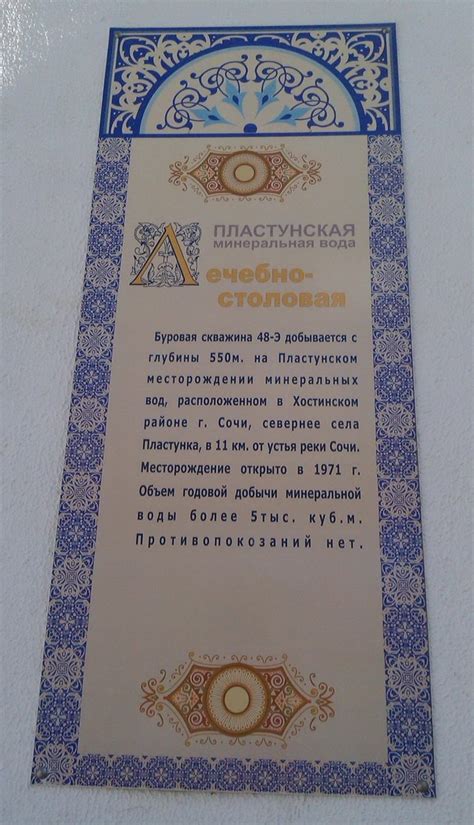 ПЛАСТУНСКАЯ
минеральная вода
Лечебно-
столовая
Буровая скважина 48-Э добывается с
глубины 550м. на Пластунском
месторождении минеральных
вод, расположенном в Хостинском
районе г. Сочи, севернее села
Пластунка, в 11 км. от устья реки Сочи.
Месторождение открыто в 1971 г.
Объем годовой добычи минеральной
воды более 5тыс. куб.м.
Противопокозаний нет.